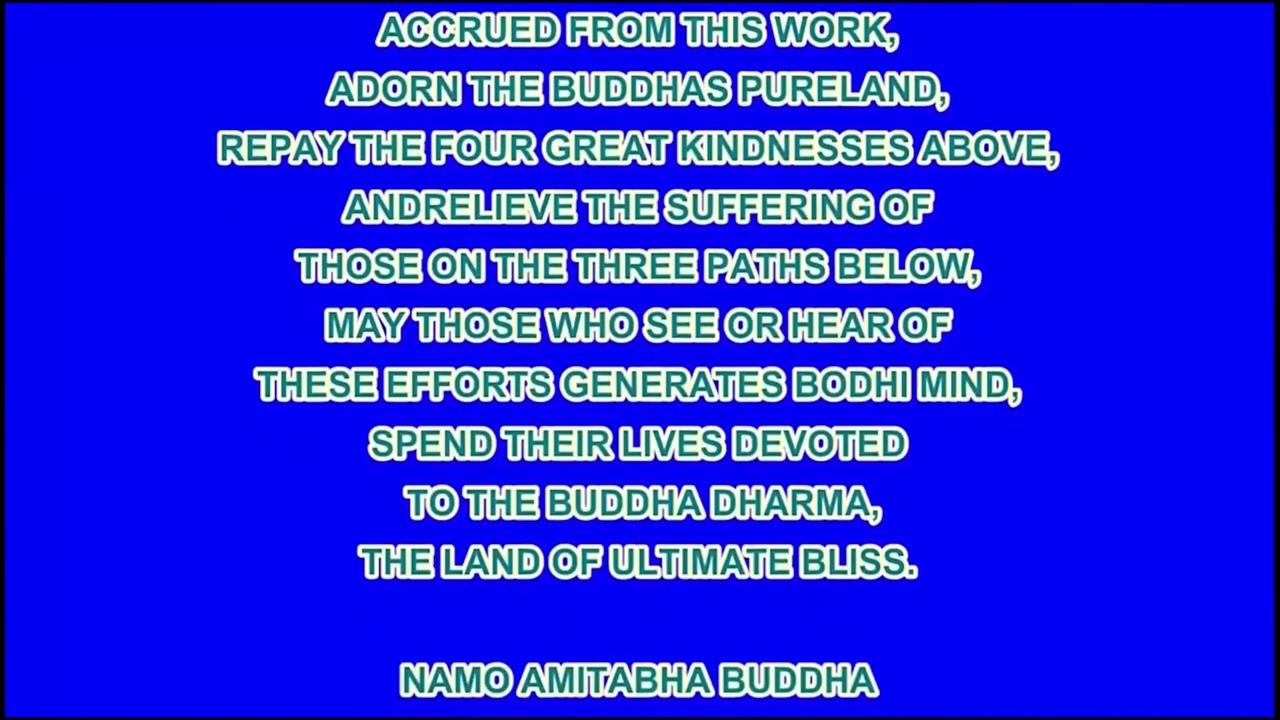 ACCRUED FROM THIS WORK,
ADORN THE BUDDHAS PURELAND,
REPAY THE FOUR GREAT KINDNESSES ABOVE,
ANDRELIEVE THE SUFFERING OF
THOSE ON THE THREE PATHS BELOW,
MAY THOSE WHO SEE OR HEAR OF
THESE EFFORTS GENERATES BODHI MIND,
SPEND THEIR LIVES DEVOTED
TO THE BUDDHA DHARMA,
THE LAND OF ULTIMATE BLISS.
NAMO AMITABHA BUDDHA